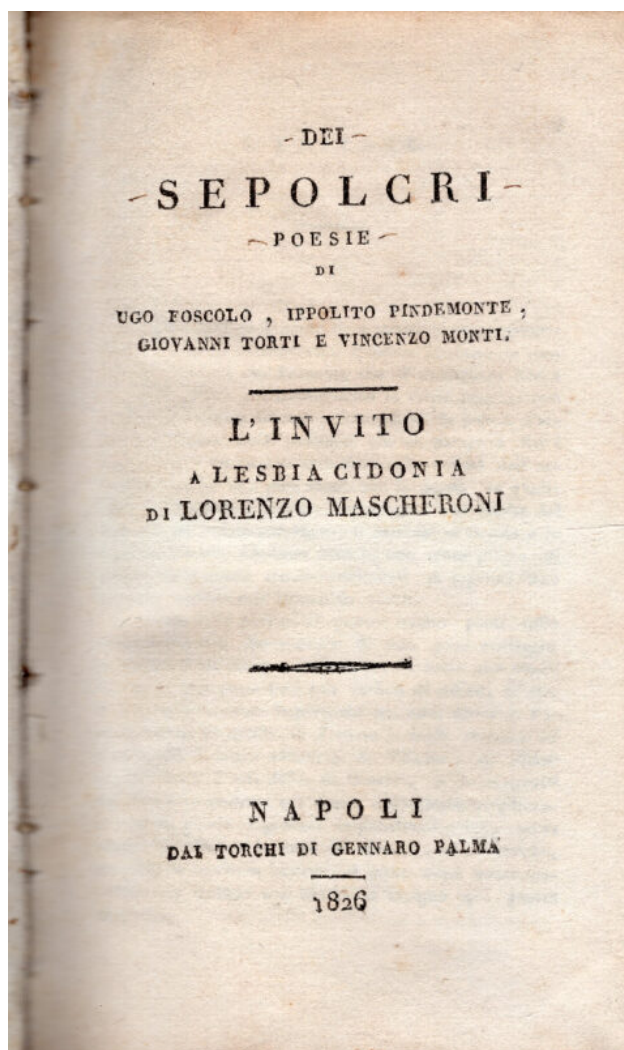 - DEI -
- SEPOLCRI -
- POESIE -
DI
UGO FOSCOLO , IPPOLITO PINDEMONTE ,
GIOVANNI TORTI E VINCENZO MONTI.
L'INVITO
A LESBIA CIDONIA
DI LORENZO MASCHERONI
NAPOLI
DAI TORCHI DI GENNARO PALMA
1826